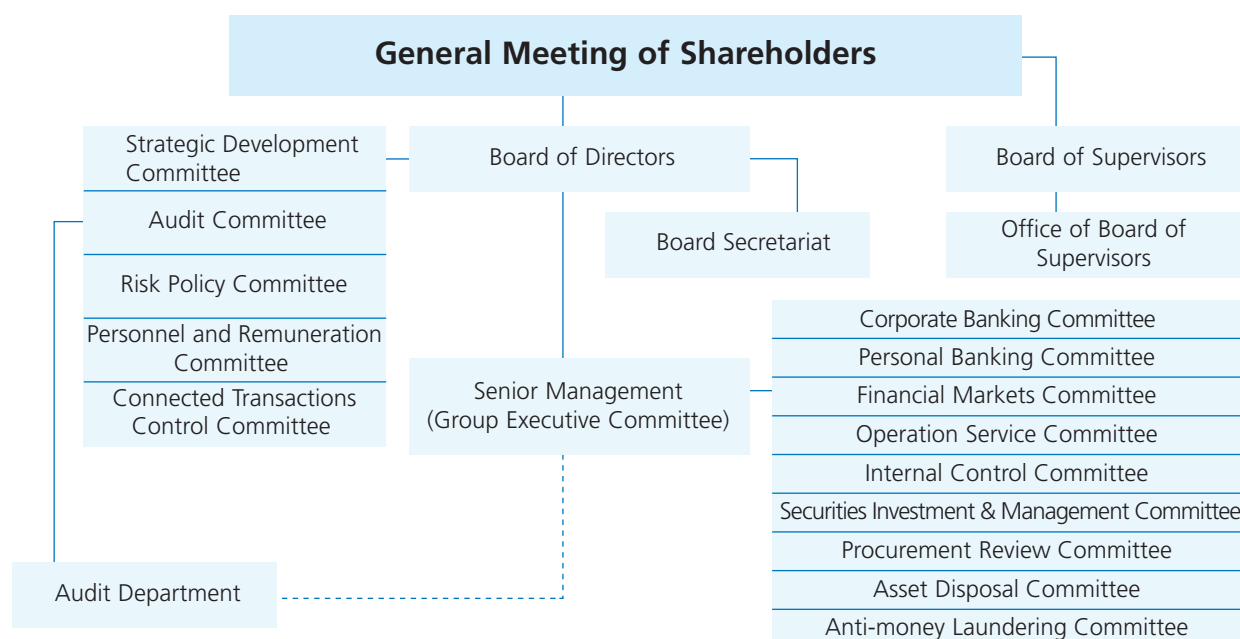 General Meeting of Shareholders
Strategic Development
Committee
Board of Directors
Board of Supervisors
Audit Committee
Board Secretariat
Office of Board of
Supervisors
Risk Policy Committee
Personnel and Remuneration
Committee
Connected Transactions
Control Committee
Senior Management
(Group Executive Committee)
Corporate Banking Committee
Personal Banking Committee
Financial Markets Committee
Operation Service Committee
Internal Control Committee
Securities Investment & Management Committee
Procurement Review Committee
Asset Disposal Committee
Anti-money Laundering Committee
Audit Department